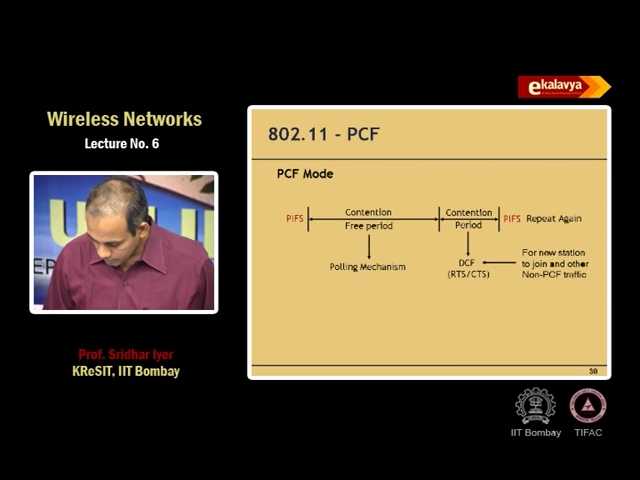 ekalavya
Wireless Networks
Lecture No. 6
802.11 - PCF
PCF Mode
PIFS
Contention
Free period
Contention
Period
PIFS Repeat Again
Polling Mechanism
DCF
(RTS/CTS)
For new station
to join and other
Non-PCF traffic
Prof. Sridhar Iyer
KReSIT, IIT Bombay
39
IIT Bombay
TIFAC